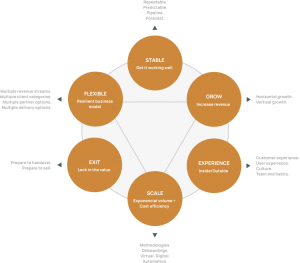 Repeatable.
Predictable.
Pipeline.
Forecast.
STABLE
Get it working well
FLEXIBLE
Resilient business
model
Multiple revenue streams
Multiple client categories
Multiple partner options.
Multiple delivery options.
GROW
Increase revenue
Horizontal growth.
Vertical growth.
EXIT
Lock in the value
Prepare to handover
Prepare to sell.
EXPERIENCE
Inside/Outside
Customer experience.
User experience.
Culture.
Team and habits.
SCALE
Exponential volume +
Cost efficiency
Methodologies.
Onboarding.
Virtual. Digital.
Automation.